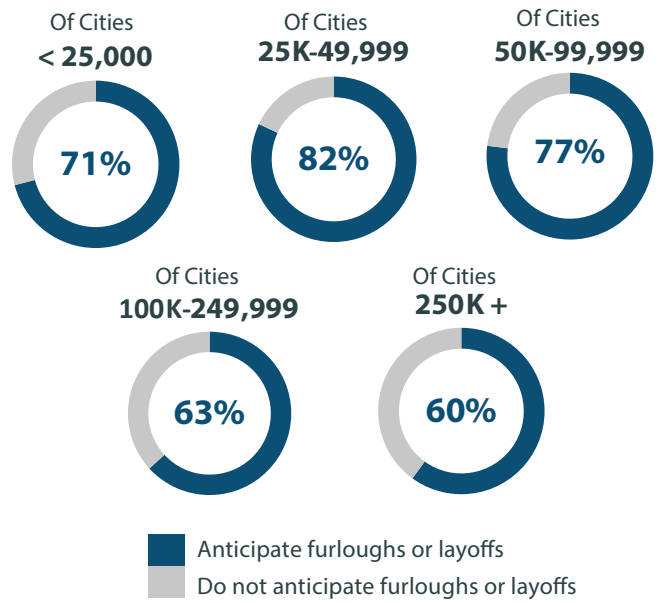 Of Cities
< 25,000
71%
Of Cities
25K-49,999
82%
Of Cities
50K-99,999
77%
Of Cities
100K-249,999
63%
Of Cities
250K +
60%
Anticipate furloughs or layoffs
Do not anticipate furloughs or layoffs